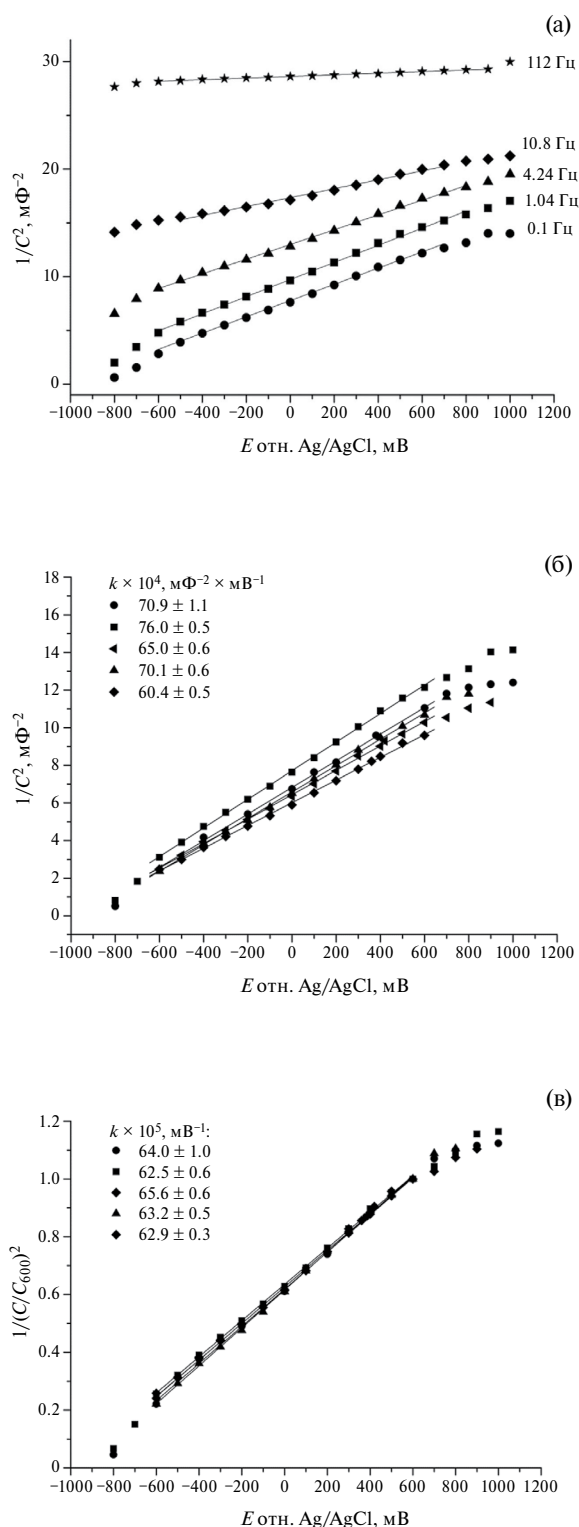 (а)
30
20
10
0
1/C², мФ⁻²
112 Гц
10.8 Гц
4.24 Гц
1.04 Гц
0.1 Гц
−1000 −800 −600 −400 −200 0 200 400 600 800 1000 1200
E отн. Ag/AgCl, мВ
(б)
18
16
14
12
10
8
6
4
2
0
1/C², мФ⁻²
k × 10⁴, мФ⁻² × мВ⁻¹
70.9 ± 1.1
76.0 ± 0.5
65.0 ± 0.6
70.1 ± 0.6
60.4 ± 0.5
−1000 −800 −600 −400 −200 0 200 400 600 800 1000 1200
E отн. Ag/AgCl, мВ
(в)
1.2
1.0
0.8
0.6
0.4
0.2
0
1/(C/C₆₀₀)²
k × 10⁵, мВ⁻¹:
64.0 ± 1.0
62.5 ± 0.6
65.6 ± 0.6
63.2 ± 0.5
62.9 ± 0.3
−1000 −800 −600 −400 −200 0 200 400 600 800 1000 1200
E отн. Ag/AgCl, мВ